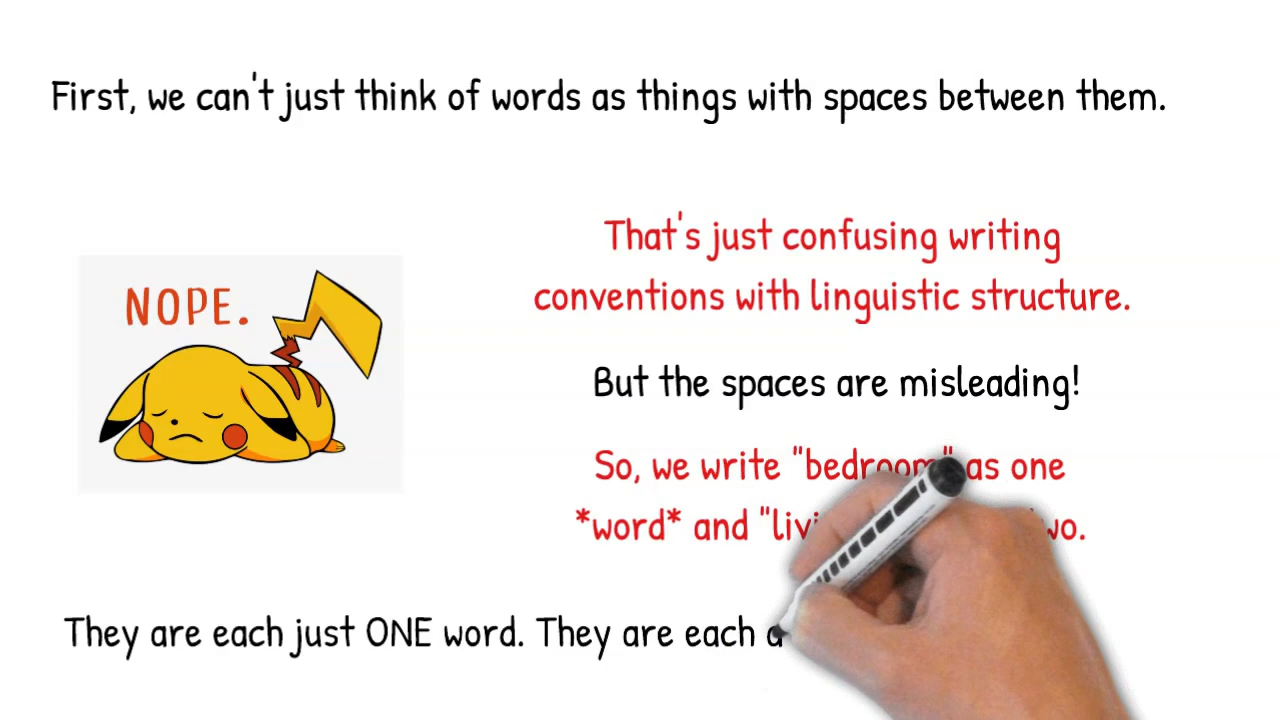 First, we can't just think of words as things with spaces between them.
That's just confusing writing
conventions with linguistic structure.
NOPE.
But the spaces are misleading!
So, we write "bedroom" as one
*word* and
They are each just ONE word. They are each